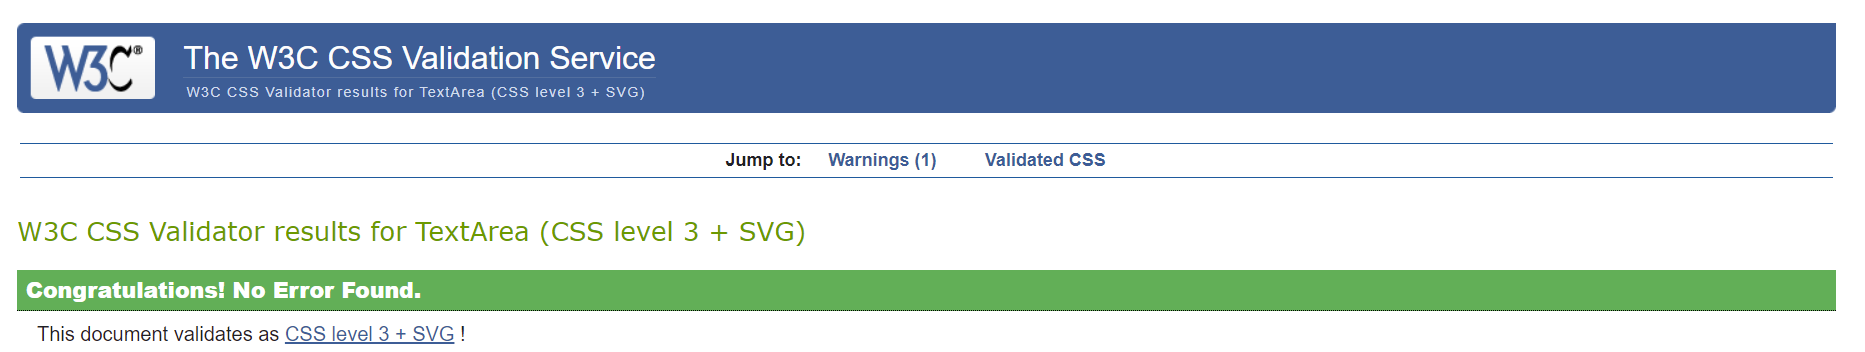 W3C®
The W3C CSS Validation Service
W3C CSS Validator results for TextArea (CSS level 3 + SVG)
Jump to: Warnings (1) Validated CSS
W3C CSS Validator results for TextArea (CSS level 3 + SVG)
Congratulations! No Error Found.
This document validates as CSS level 3 + SVG !